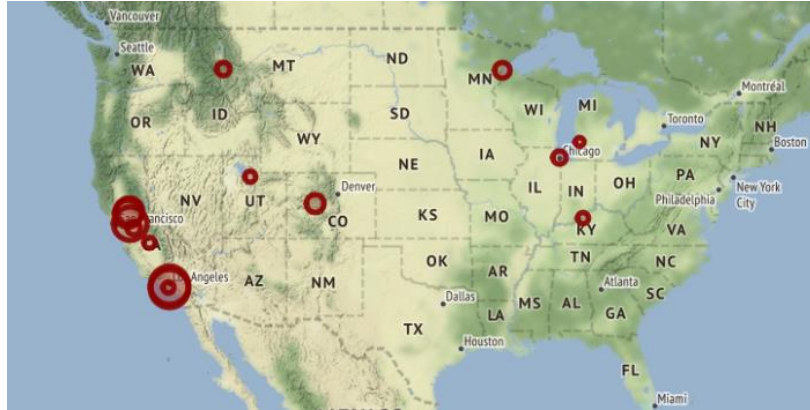 Vancouver
Seattle
WA
MT
ND
MN
Montréal
OR
ID
SD
WI
MI
Toronto
NH
WY
NY
Boston
IA
Chicago
NE
PA
New York
City
NV
UT
Denver
IL
IN
OH
Philadelphia
CO
KS
MO
KY
VA
OK
TN
NC
AZ
NM
AR
Atlanta
SC
Dallas
MS
AL
GA
LA
TX
Houston
FL
Miami